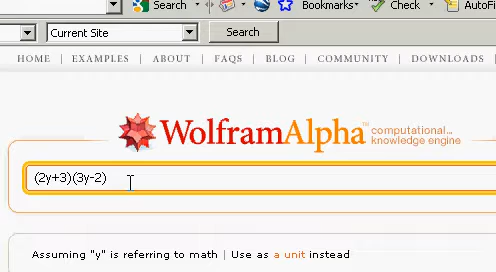 Search Bookmarks Check AutoFi
Current Site Search
HOME | EXAMPLES | ABOUT | FAQS | BLOG | COMMUNITY | DOWNLOADS
WolframAlpha™ computational...
knowledge engine
(2y+3)(3y-2)
Assuming "y" is referring to math | Use as a unit instead